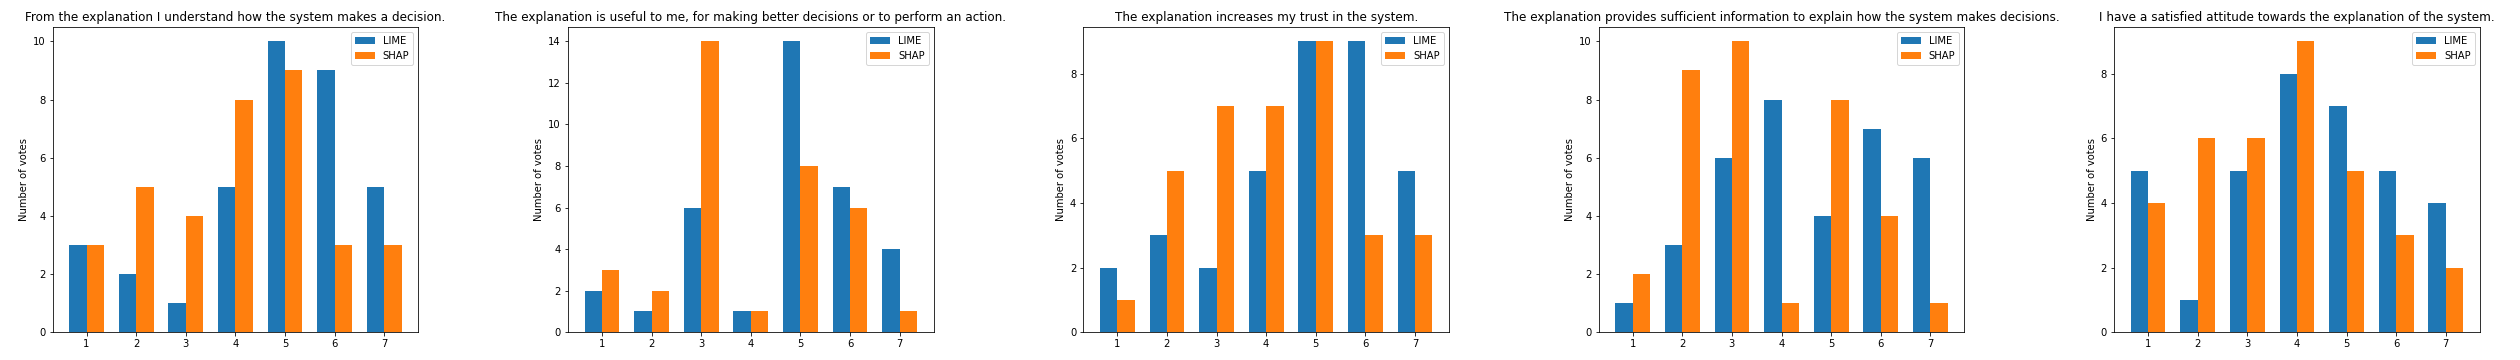 From the explanation I understand how the system makes a decision.
LIME
SHAP
Number of votes
10
8
6
4
2
0
1 2 3 4 5 6 7
The explanation is useful to me, for making better decisions or to perform an action.
LIME
SHAP
Number of votes
14
12
10
8
6
4
2
0
1 2 3 4 5 6 7
The explanation increases my trust in the system.
LIME
SHAP
Number of votes
8
6
4
2
0
1 2 3 4 5 6 7
The explanation provides sufficient information to explain how the system makes decisions.
LIME
SHAP
Number of votes
10
8
6
4
2
0
1 2 3 4 5 6 7
I have a satisfied attitude towards the explanation of the system.
LIME
SHAP
Number of votes
8
6
4
2
0
1 2 3 4 5 6 7